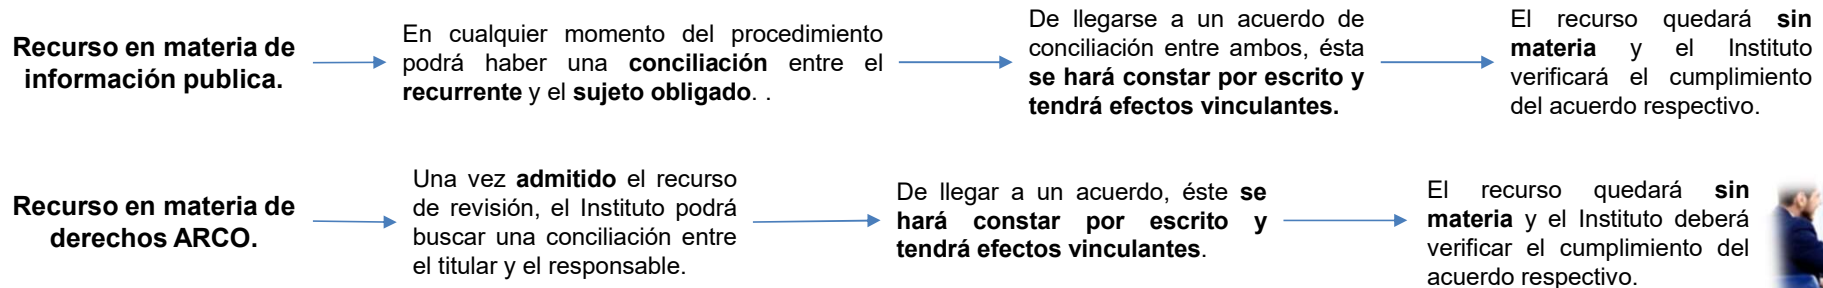 Recurso en materia de
información publica.
En cualquier momento del procedimiento
podrá haber una conciliación entre el
recurrente y el sujeto obligado. .
De llegarse a un acuerdo de
conciliación entre ambos, ésta
se hará constar por escrito y
tendrá efectos vinculantes.
El recurso quedará sin
materia y el Instituto
verificará el cumplimiento
del acuerdo respectivo.
Recurso en materia de
derechos ARCO.
Una vez admitido el recurso
de revisión, el Instituto podrá
buscar una conciliación entre
el titular y el responsable.
De llegar a un acuerdo, éste se
hará constar por escrito y
tendrá efectos vinculantes.
El recurso quedará sin
materia y el Instituto deberá
verificar el cumplimiento del
acuerdo respectivo.